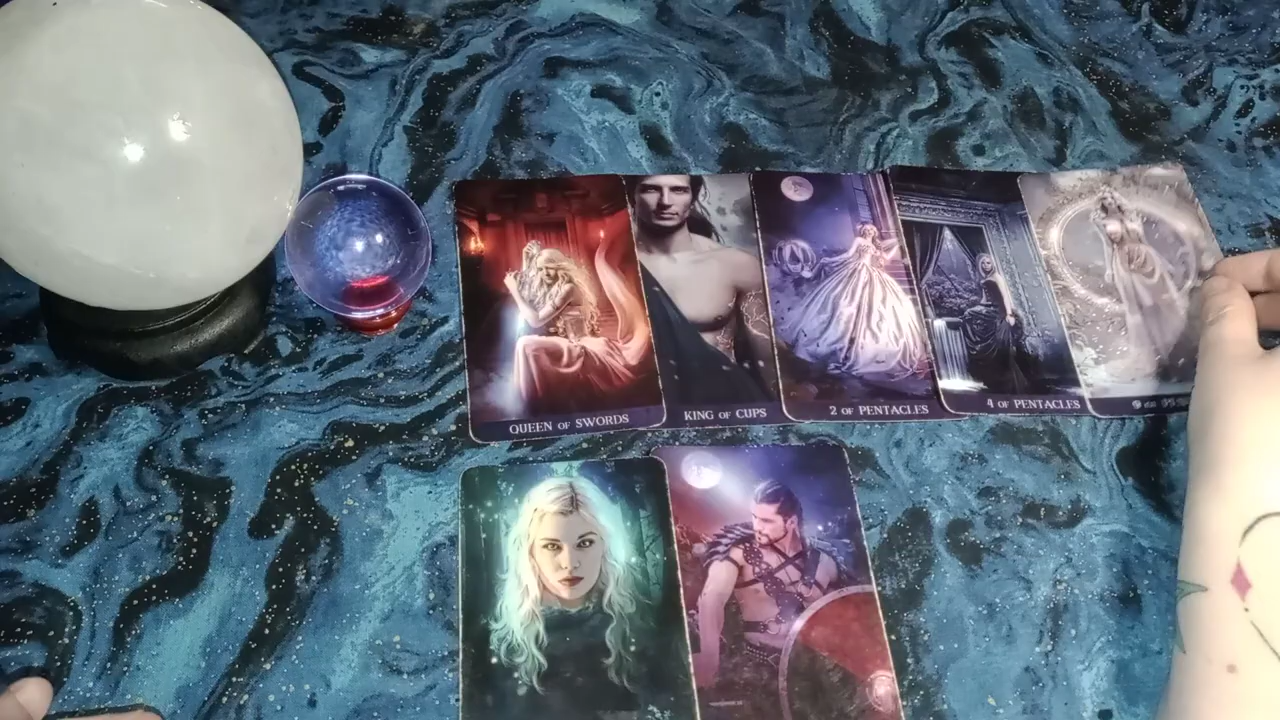 QUEEN OF SWORDS
KING OF CUPS
2 OF PENTACLES
4 OF PENTACLES